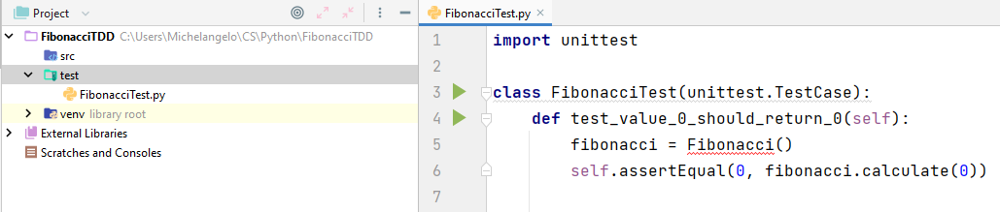 Project
FibonacciTDD C:\Users\Michelangelo\CS\Python\FibonacciTDD
src
test
FibonacciTest.py
venv library root
External Libraries
Scratches and Consoles
FibonacciTest.py
1 import unittest
2
3 class FibonacciTest(unittest.TestCase):
4     def test_value_0_should_return_0(self):
5         fibonacci = Fibonacci()
6         self.assertEqual(0, fibonacci.calculate(0))
7